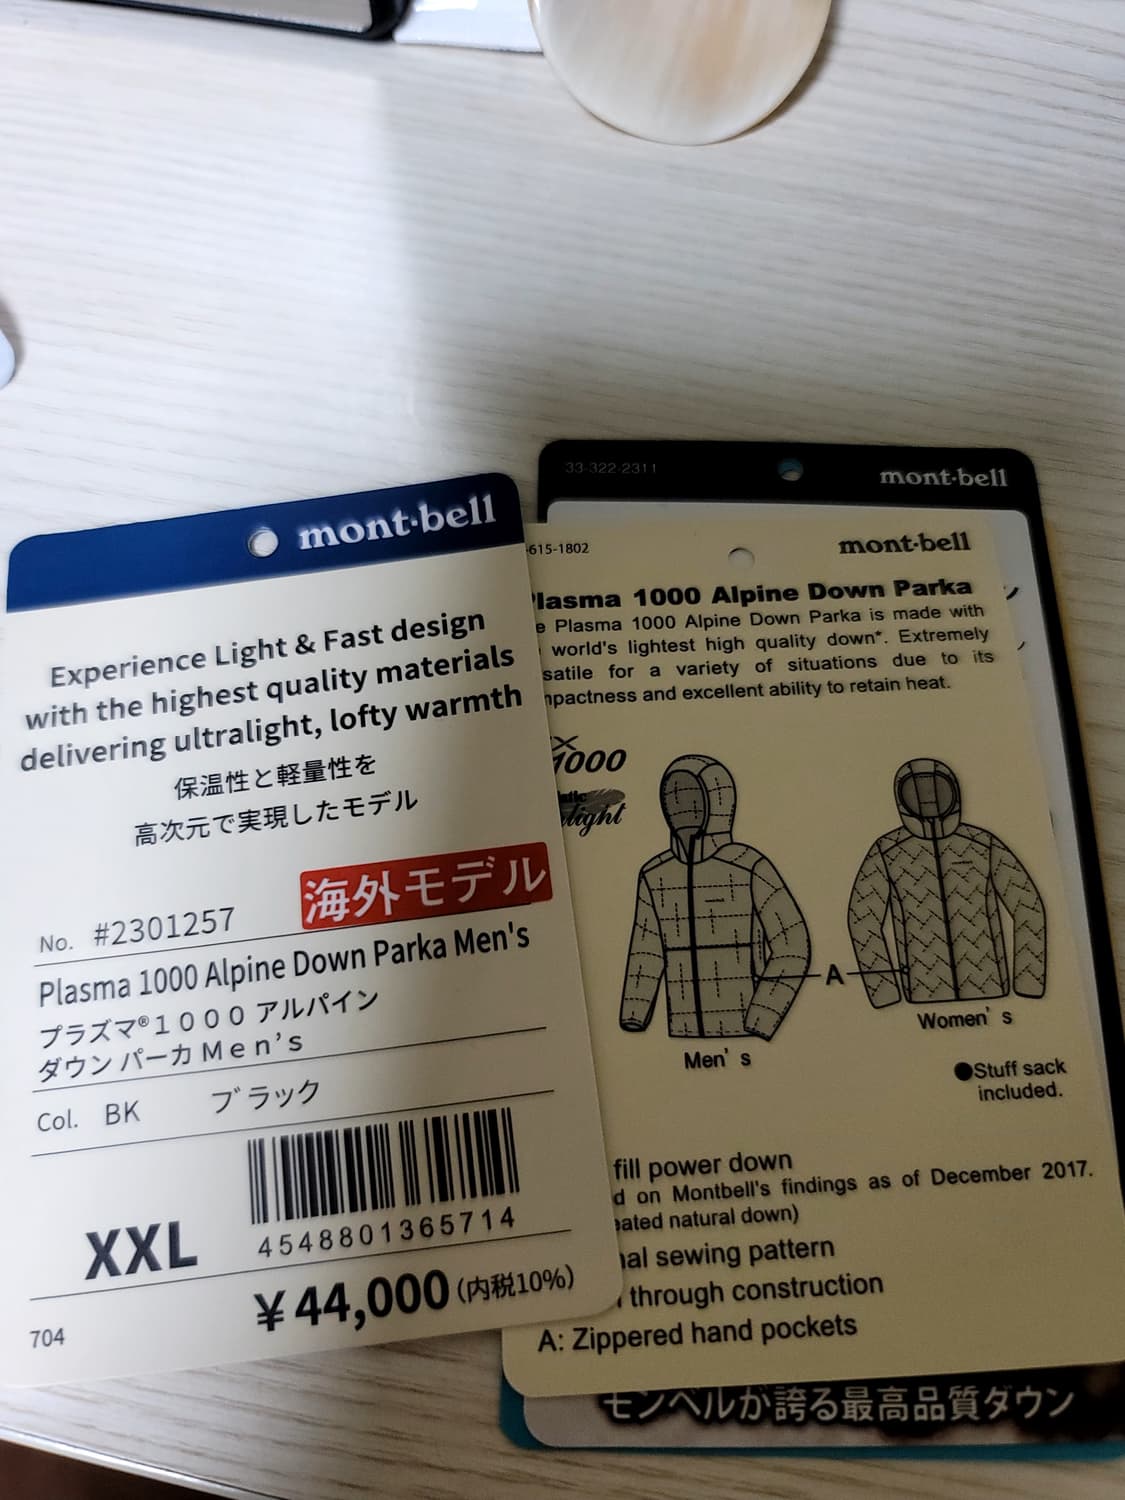 mont·bell
Experience Light & Fast design
with the highest quality materials
delivering ultralight, lofty warmth
保温性と軽量性を
高次元で実現したモデル
海外モデル
No. #2301257
Plasma 1000 Alpine Down Parka Men's
プラズマ®１０００ アルパイン
ダウン パーカ Ｍｅｎ’ｓ
Col. BK ブラック
XXL
4548801365714
¥44,000(内税10%)
704
33-322-2311
mont·bell
-615-1802
mont·bell
lasma 1000 Alpine Down Parka
e Plasma 1000 Alpine Down Parka is made with
world's lightest high quality down*. Extremely
satile for a variety of situations due to its
mpactness and excellent ability to retain heat.
1000
light
A
Men's
Women's
●Stuff sack
included.
fill power down
d on Montbell's findings as of December 2017.
eated natural down)
nal sewing pattern
through construction
A: Zippered hand pockets
モンベルが誇る最高品質ダウン